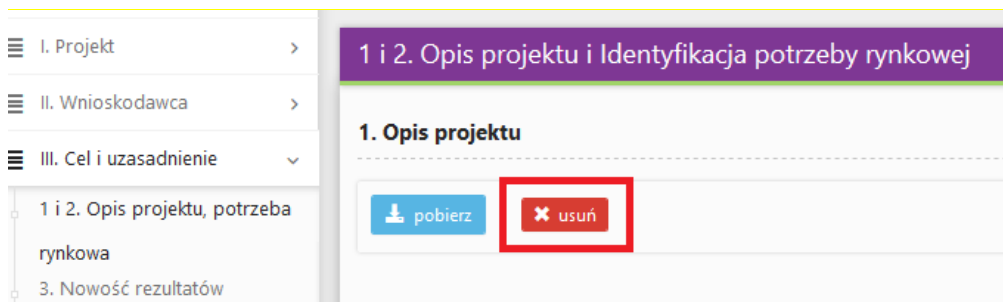 I. Projekt
II. Wnioskodawca
III. Cel i uzasadnienie
1 i 2. Opis projektu, potrzeba
rynkowa
3. Nowość rezultatów
1 i 2. Opis projektu i Identyfikacja potrzeby rynkowej
1. Opis projektu
pobierz
usuń